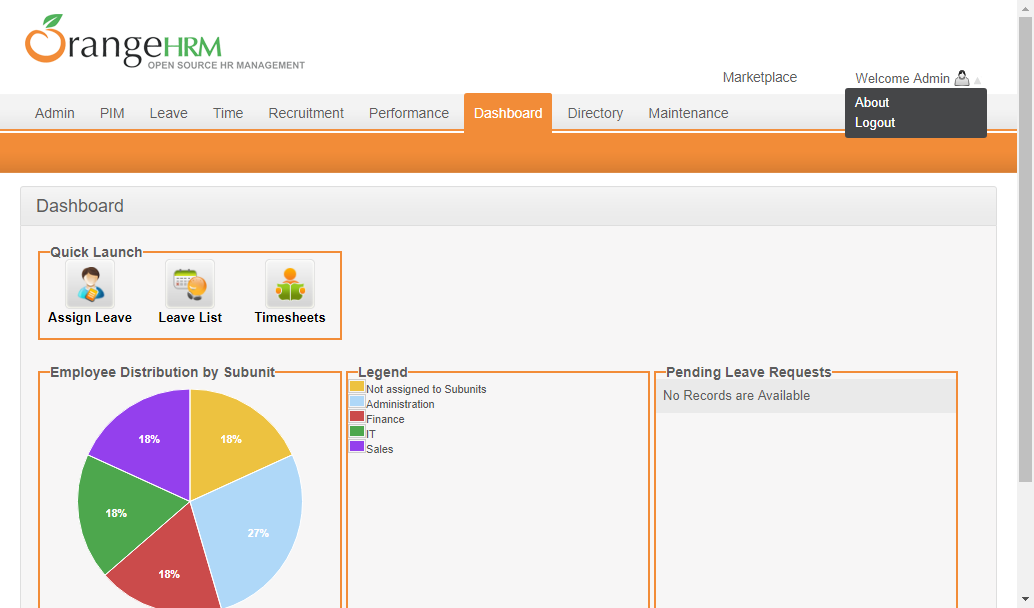 OrangeHRM
OPEN SOURCE HR MANAGEMENT
Marketplace
Welcome Admin
About
Logout
Admin PIM Leave Time Recruitment Performance Dashboard Directory Maintenance
Dashboard
Quick Launch
Assign Leave Leave List Timesheets
Employee Distribution by Subunit
18% 18%
18% 27%
18%
Legend
Not assigned to Subunits
Administration
Finance
IT
Sales
Pending Leave Requests
No Records are Available